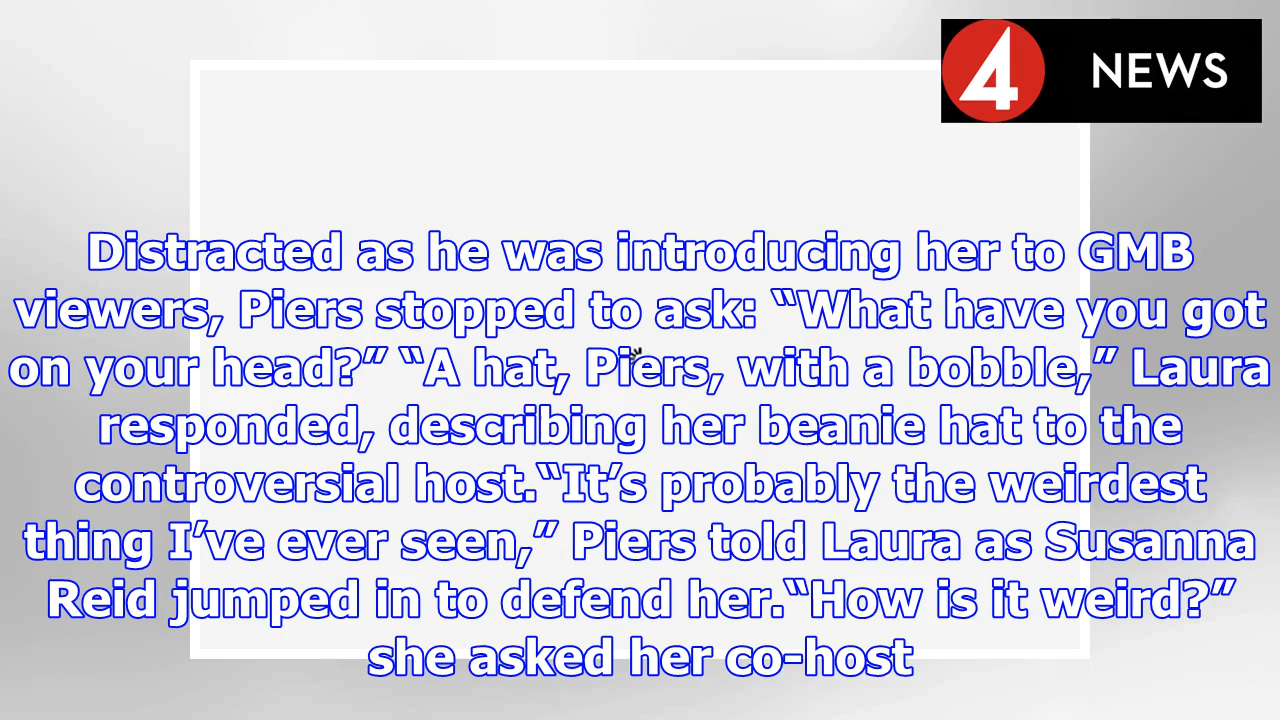 4 NEWS
Distracted as he was introducing her to GMB
viewers, Piers stopped to ask: “What have you got
on your head?” “A hat, Piers, with a bobble,” Laura
responded, describing her beanie hat to the
controversial host.“It’s probably the weirdest
thing I’ve ever seen,” Piers told Laura as Susanna
Reid jumped in to defend her.“How is it weird?”
she asked her co-host